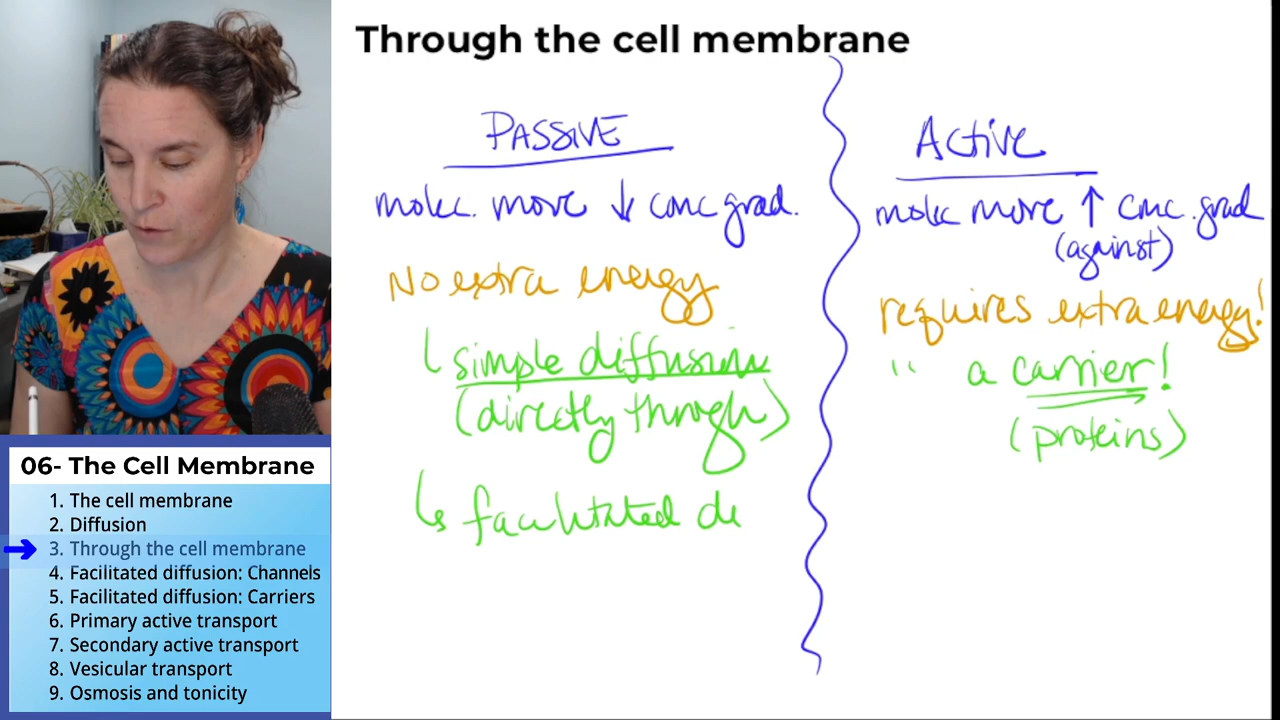 Through the cell membrane
PASSIVE
molec. move ↓ conc grad.
No extra energy
simple diffusion
(directly through)
facilitated di
Active
molec move ↑ conc. grad
(against)
requires extra energy!
" a carrier!
(proteins)
06- The Cell Membrane
1. The cell membrane
2. Diffusion
3. Through the cell membrane
4. Facilitated diffusion: Channels
5. Facilitated diffusion: Carriers
6. Primary active transport
7. Secondary active transport
8. Vesicular transport
9. Osmosis and tonicity